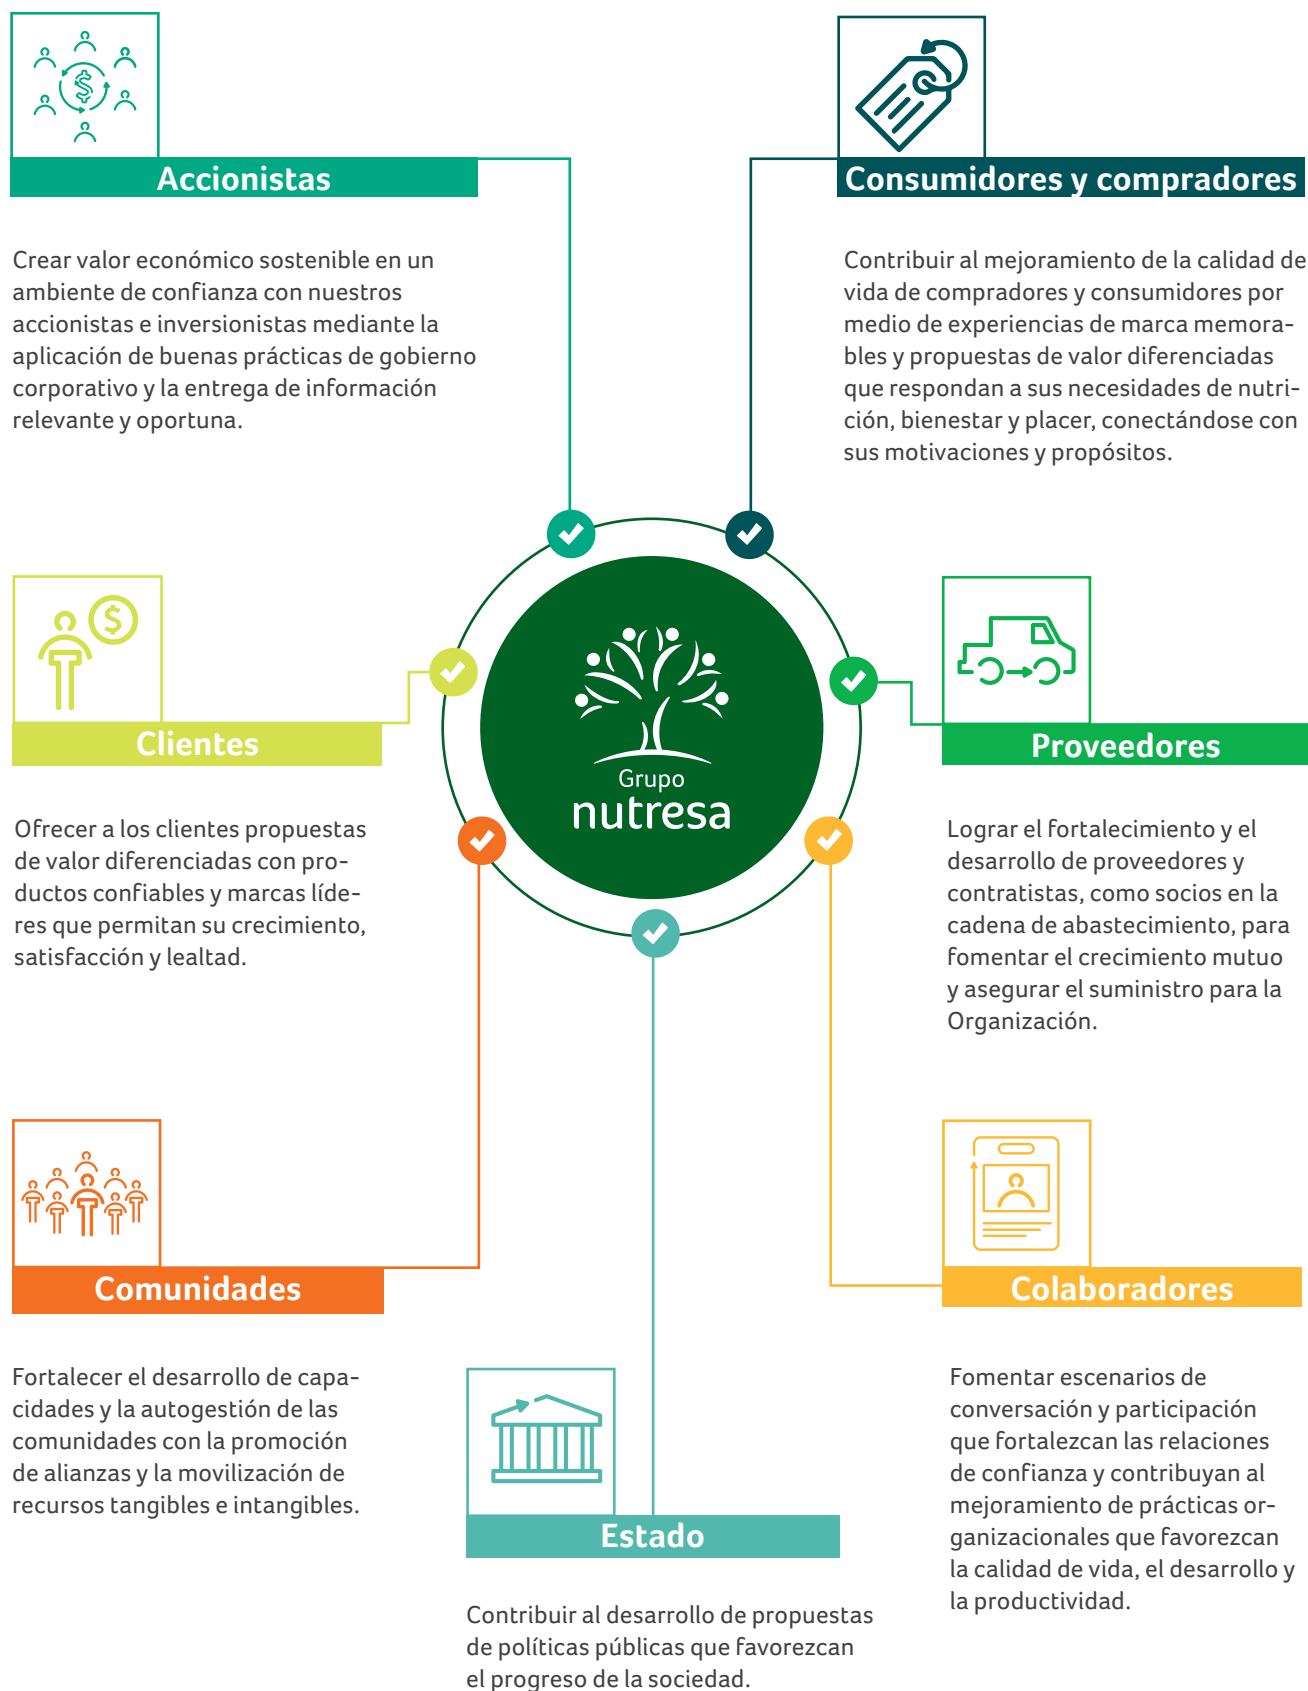 Accionistas
Crear valor económico sostenible en un
ambiente de confianza con nuestros
accionistas e inversionistas mediante la
aplicación de buenas prácticas de gobierno
corporativo y la entrega de información
relevante y oportuna.
Consumidores y compradores
Contribuir al mejoramiento de la calidad de
vida de compradores y consumidores por
medio de experiencias de marca memora-
bles y propuestas de valor diferenciadas
que respondan a sus necesidades de nutri-
ción, bienestar y placer, conectándose con
sus motivaciones y propósitos.
Clientes
Ofrecer a los clientes propuestas
de valor diferenciadas con pro-
ductos confiables y marcas líde-
res que permitan su crecimiento,
satisfacción y lealtad.
Grupo
nutresa
Proveedores
Lograr el fortalecimiento y el
desarrollo de proveedores y
contratistas, como socios en la
cadena de abastecimiento, para
fomentar el crecimiento mutuo
y asegurar el suministro para la
Organización.
Comunidades
Fortalecer el desarrollo de capa-
cidades y la autogestión de las
comunidades con la promoción
de alianzas y la movilización de
recursos tangibles e intangibles.
Estado
Contribuir al desarrollo de propuestas
de políticas públicas que favorezcan
el progreso de la sociedad.
Colaboradores
Fomentar escenarios de
conversación y participación
que fortalezcan las relaciones
de confianza y contribuyan al
mejoramiento de prácticas or-
ganizacionales que favorezcan
la calidad de vida, el desarrollo y
la productividad.